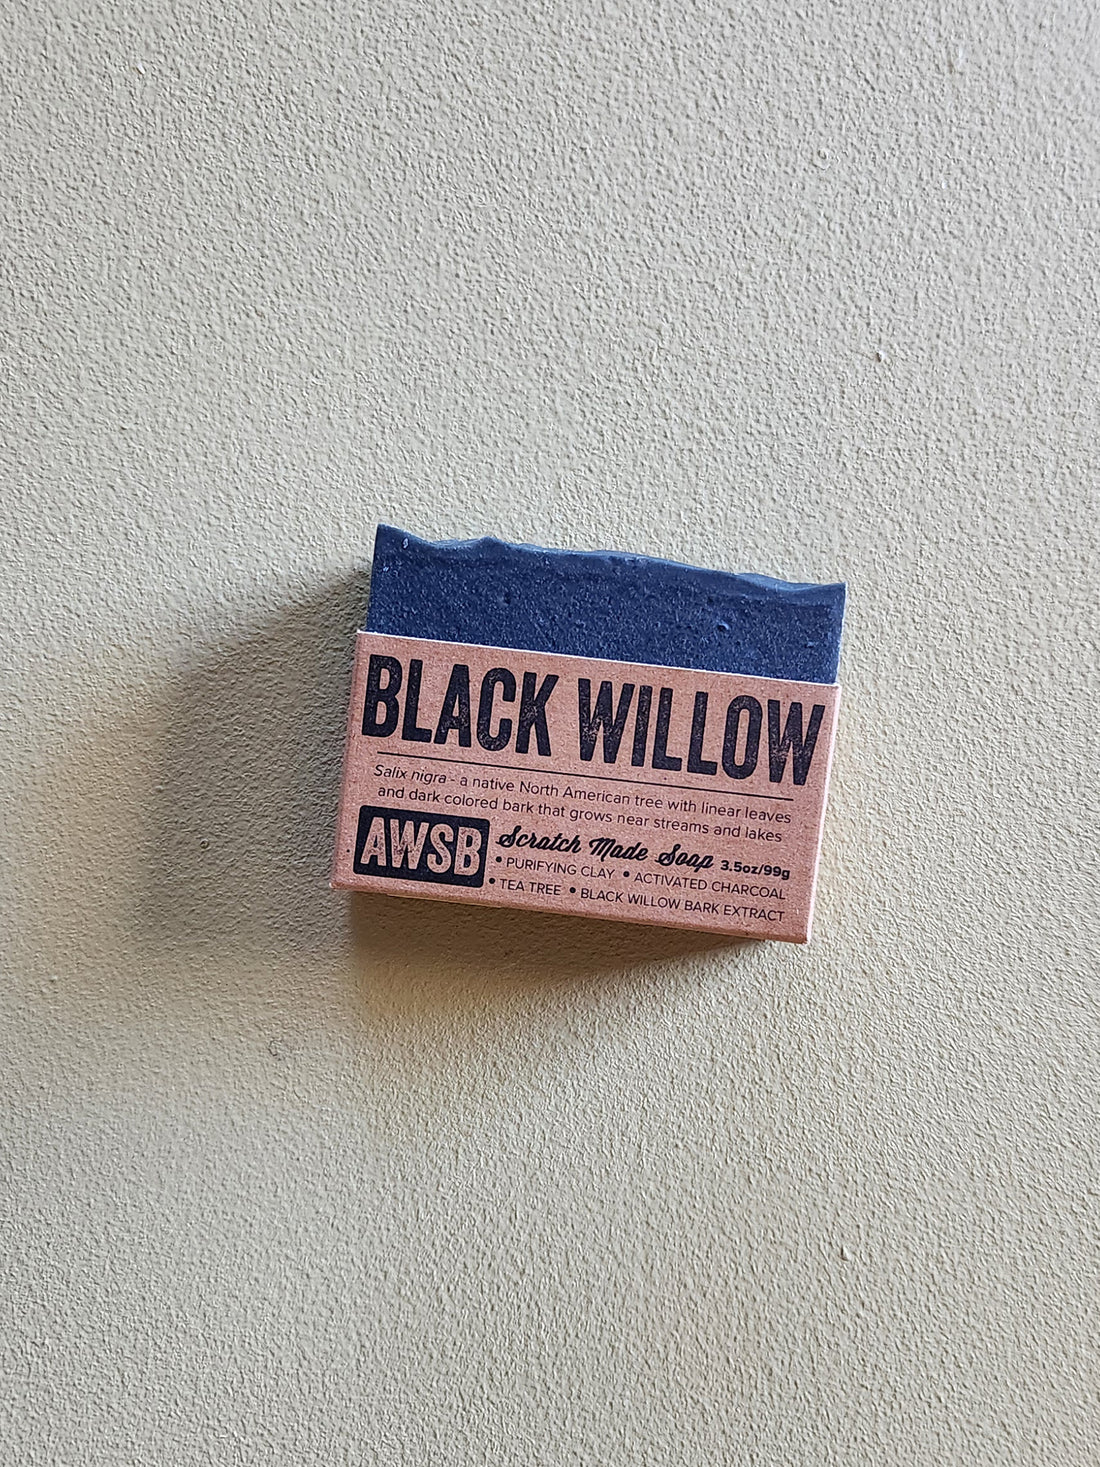 BLACK WILLOW
Salix nigra - a native North American tree with linear leaves
and dark colored bark that grows near streams and lakes
AWSB
Scratch Made Soap 3.5oz/99g
• PURIFYING CLAY • ACTIVATED CHARCOAL
• TEA TREE • BLACK WILLOW BARK EXTRACT